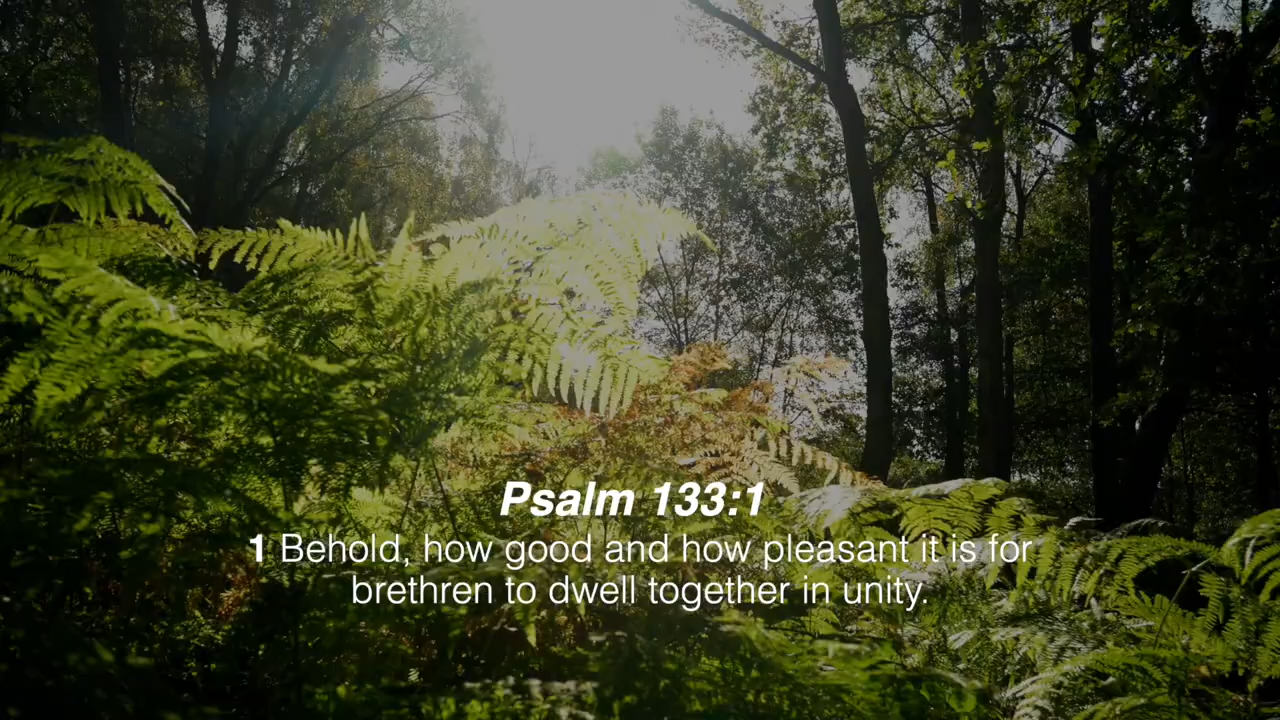 Psalm 133:1
1 Behold, how good and how pleasant it is for
brethren to dwell together in unity.